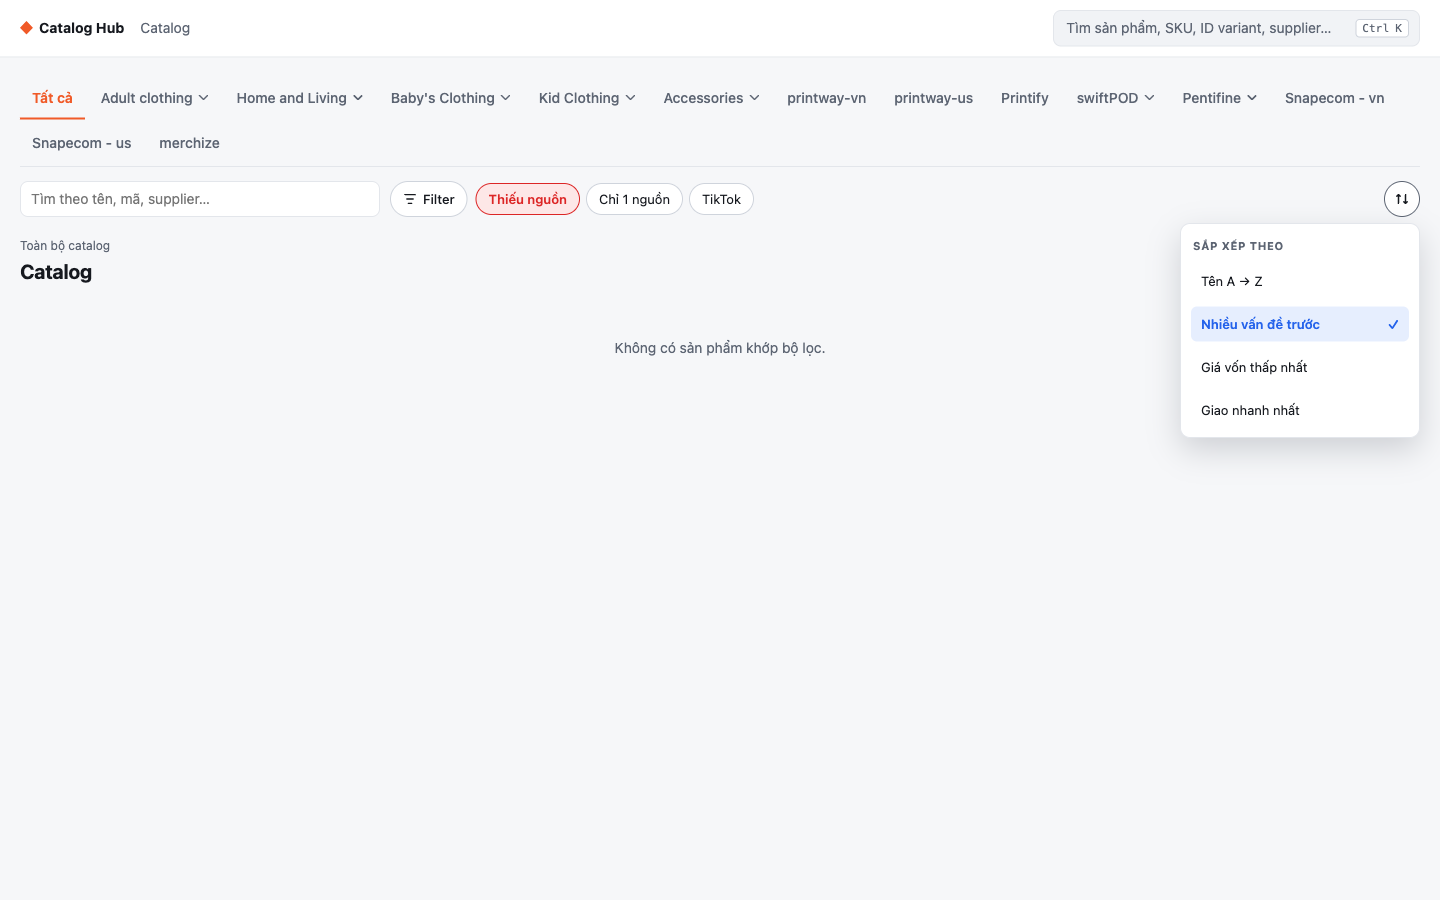 Catalog Hub Catalog Tìm sản phẩm, SKU, ID variant, supplier... Ctrl K
Tất cả Adult clothing Home and Living Baby's Clothing Kid Clothing Accessories printway-vn printway-us Printify swiftPOD Pentifine Snapecom - vn
Snapecom - us merchize
Tìm theo tên, mã, supplier... Filter Thiếu nguồn Chỉ 1 nguồn TikTok
Toàn bộ catalog
Catalog
SẮP XẾP THEO
Tên A → Z
Nhiều vấn đề trước
Giá vốn thấp nhất
Giao nhanh nhất
Không có sản phẩm khớp bộ lọc.